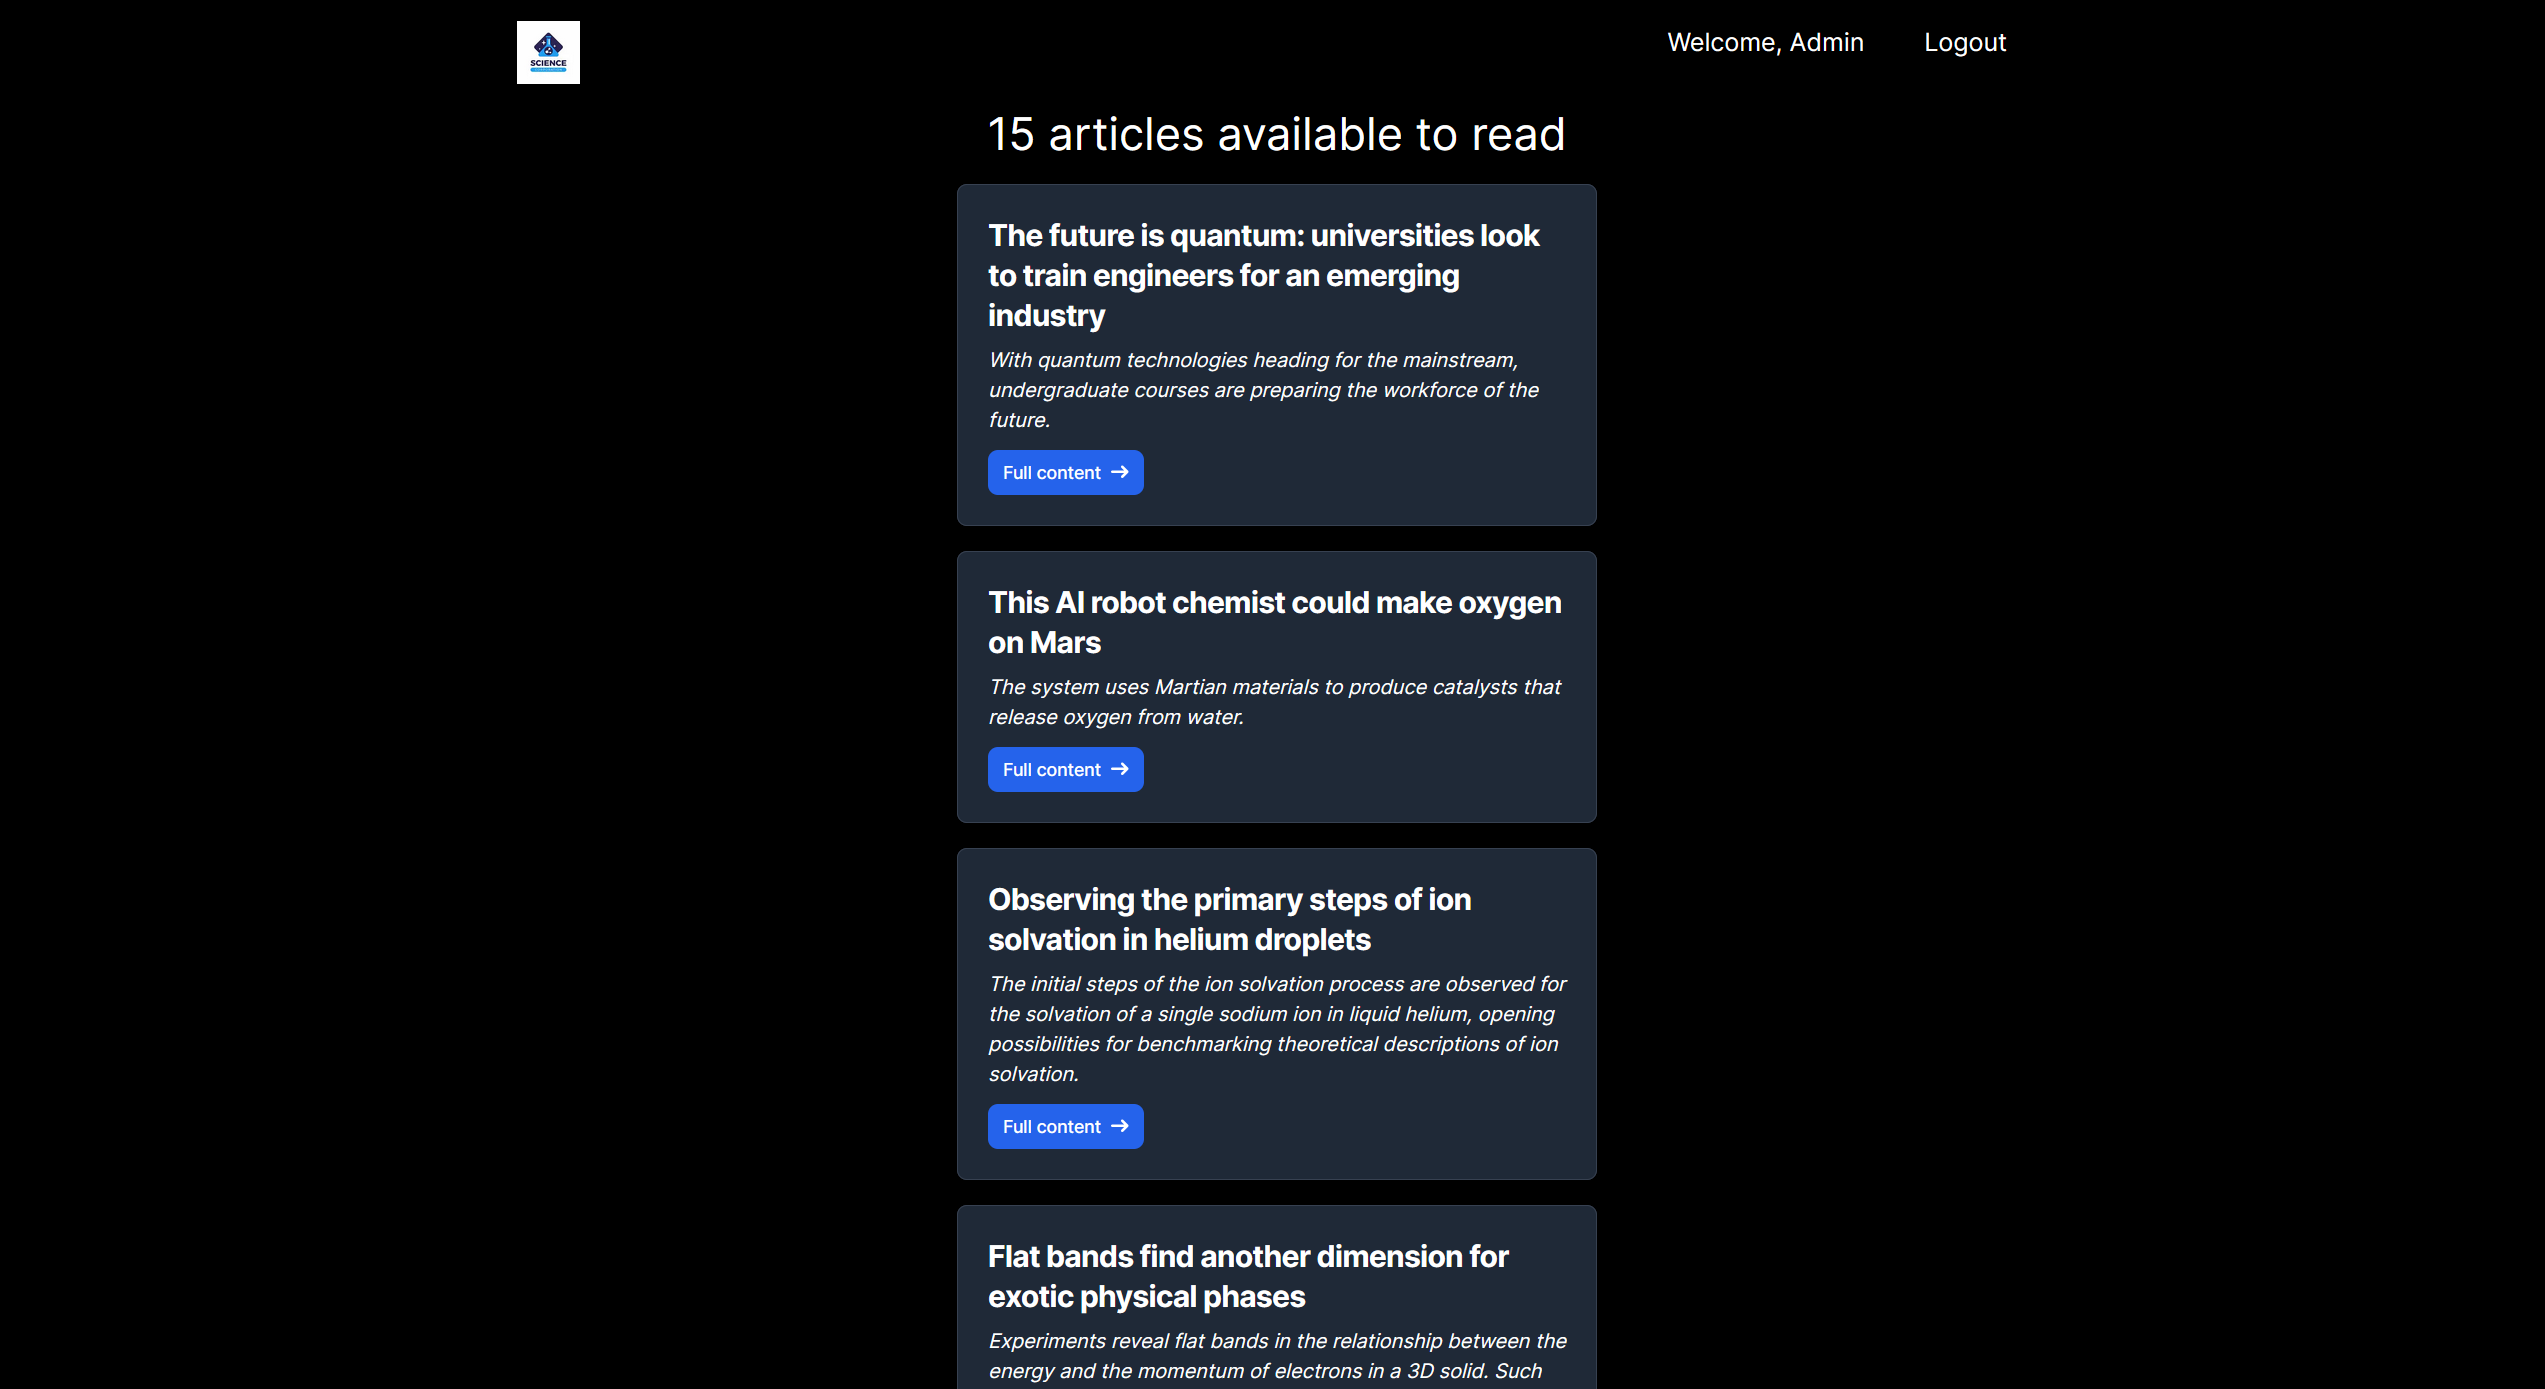 SCIENCE
Welcome, Admin
Logout
15 articles available to read
The future is quantum: universities look
to train engineers for an emerging
industry
With quantum technologies heading for the mainstream,
undergraduate courses are preparing the workforce of the
future.
Full content
This AI robot chemist could make oxygen
on Mars
The system uses Martian materials to produce catalysts that
release oxygen from water.
Full content
Observing the primary steps of ion
solvation in helium droplets
The initial steps of the ion solvation process are observed for
the solvation of a single sodium ion in liquid helium, opening
possibilities for benchmarking theoretical descriptions of ion
solvation.
Full content
Flat bands find another dimension for
exotic physical phases
Experiments reveal flat bands in the relationship between the
energy and the momentum of electrons in a 3D solid. Such